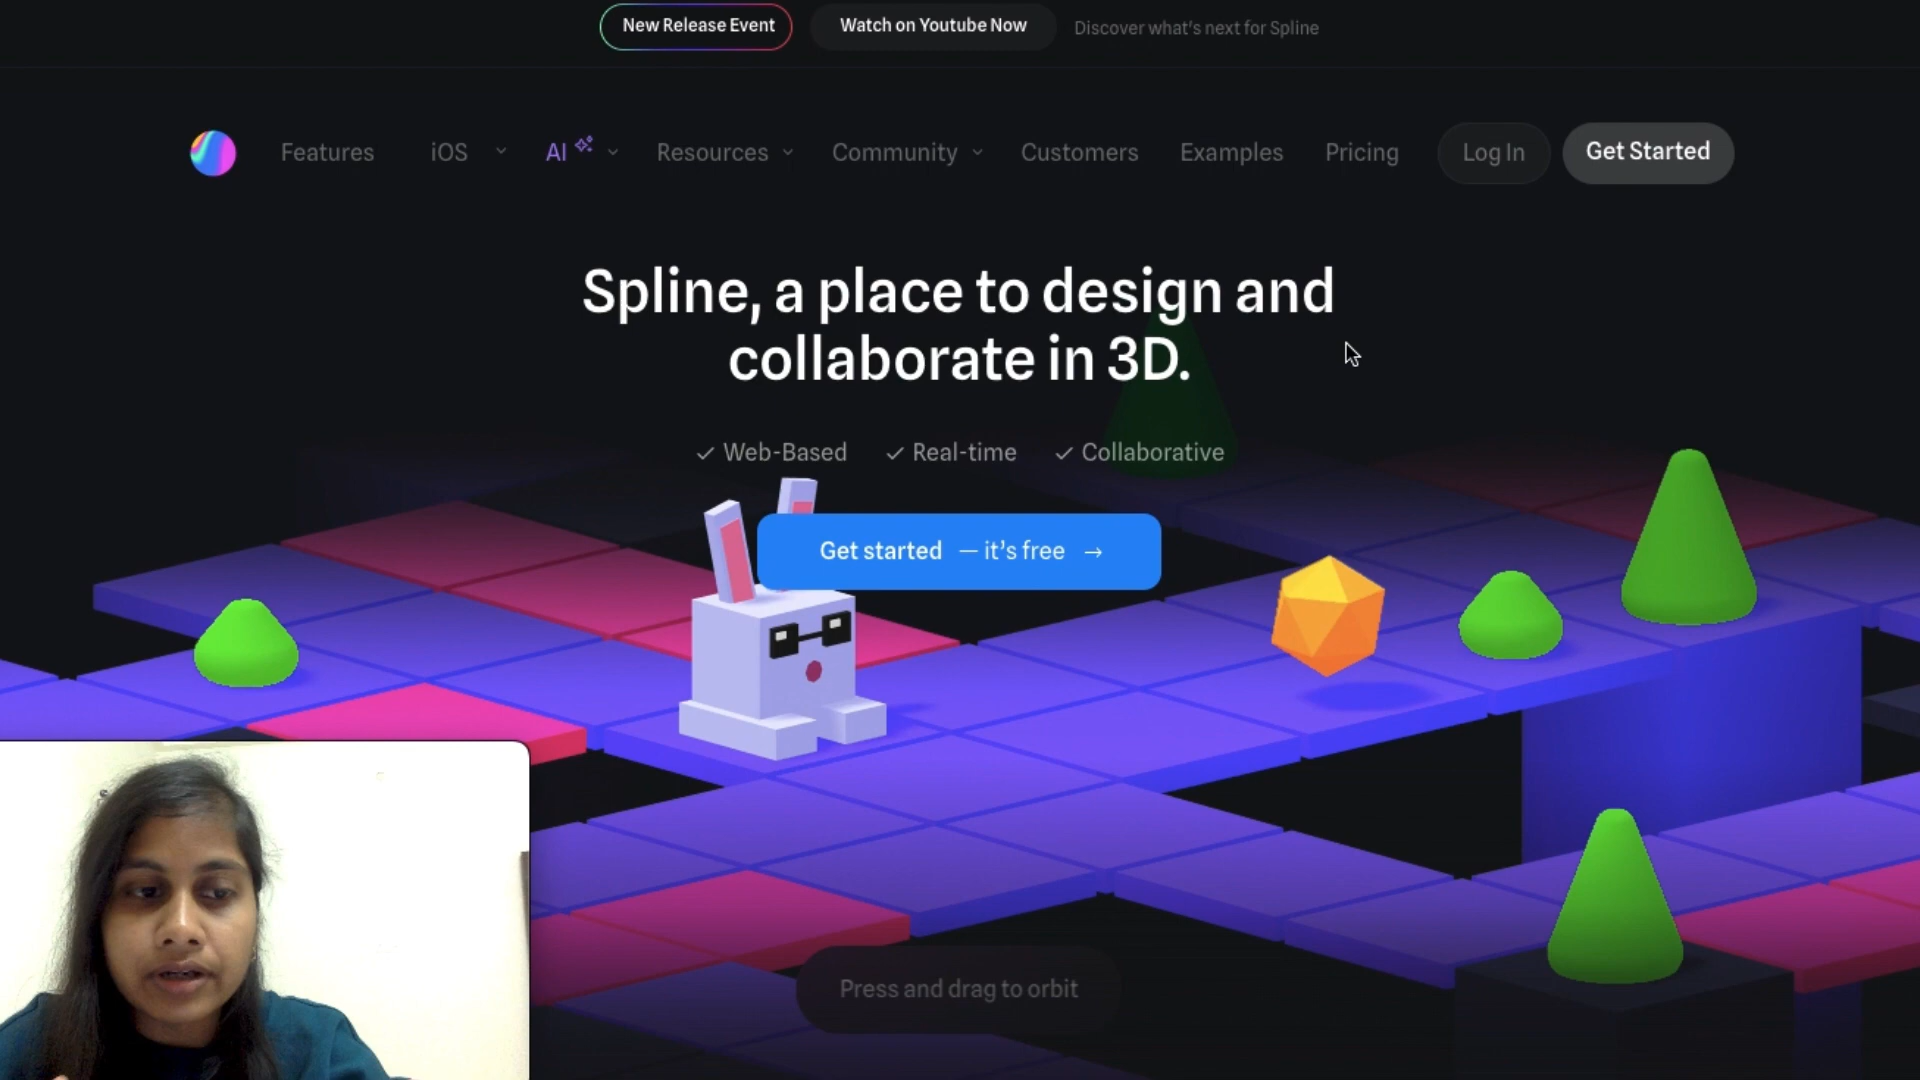 New Release Event
Watch on Youtube Now
Discover what's next for Spline
Features
iOS
AI
Resources
Community
Customers
Examples
Pricing
Log In
Get Started
Spline, a place to design and
collaborate in 3D.
Web-Based
Real-time
Collaborative
Get started — it's free →
Press and drag to orbit